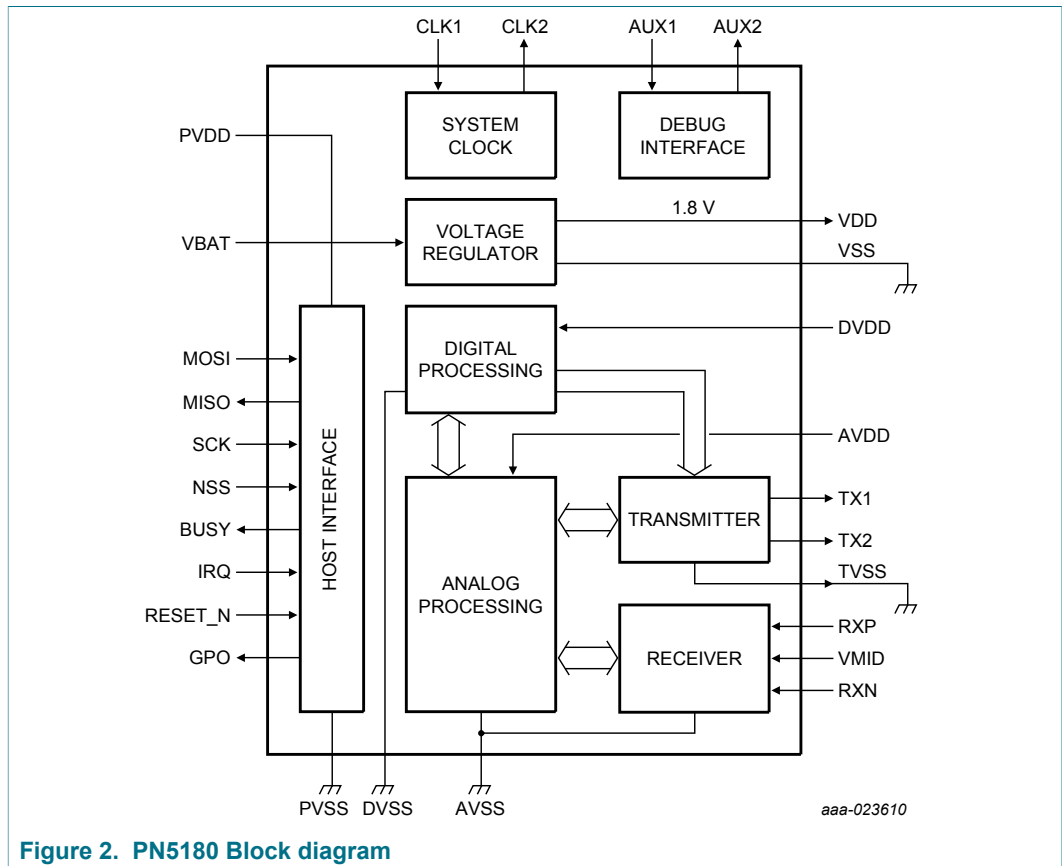 CLK1
CLK2
AUX1
AUX2
SYSTEM
CLOCK
DEBUG
INTERFACE
PVDD
VBAT
VOLTAGE
REGULATOR
1.8 V
VDD
VSS
DIGITAL
PROCESSING
DVDD
AVDD
MOSI
MISO
SCK
NSS
BUSY
IRQ
RESET_N
GPO
HOST INTERFACE
ANALOG
PROCESSING
TRANSMITTER
TX1
TX2
TVSS
RECEIVER
RXP
VMID
RXN
PVSS
DVSS
AVSS
aaa-023610
Figure 2. PN5180 Block diagram